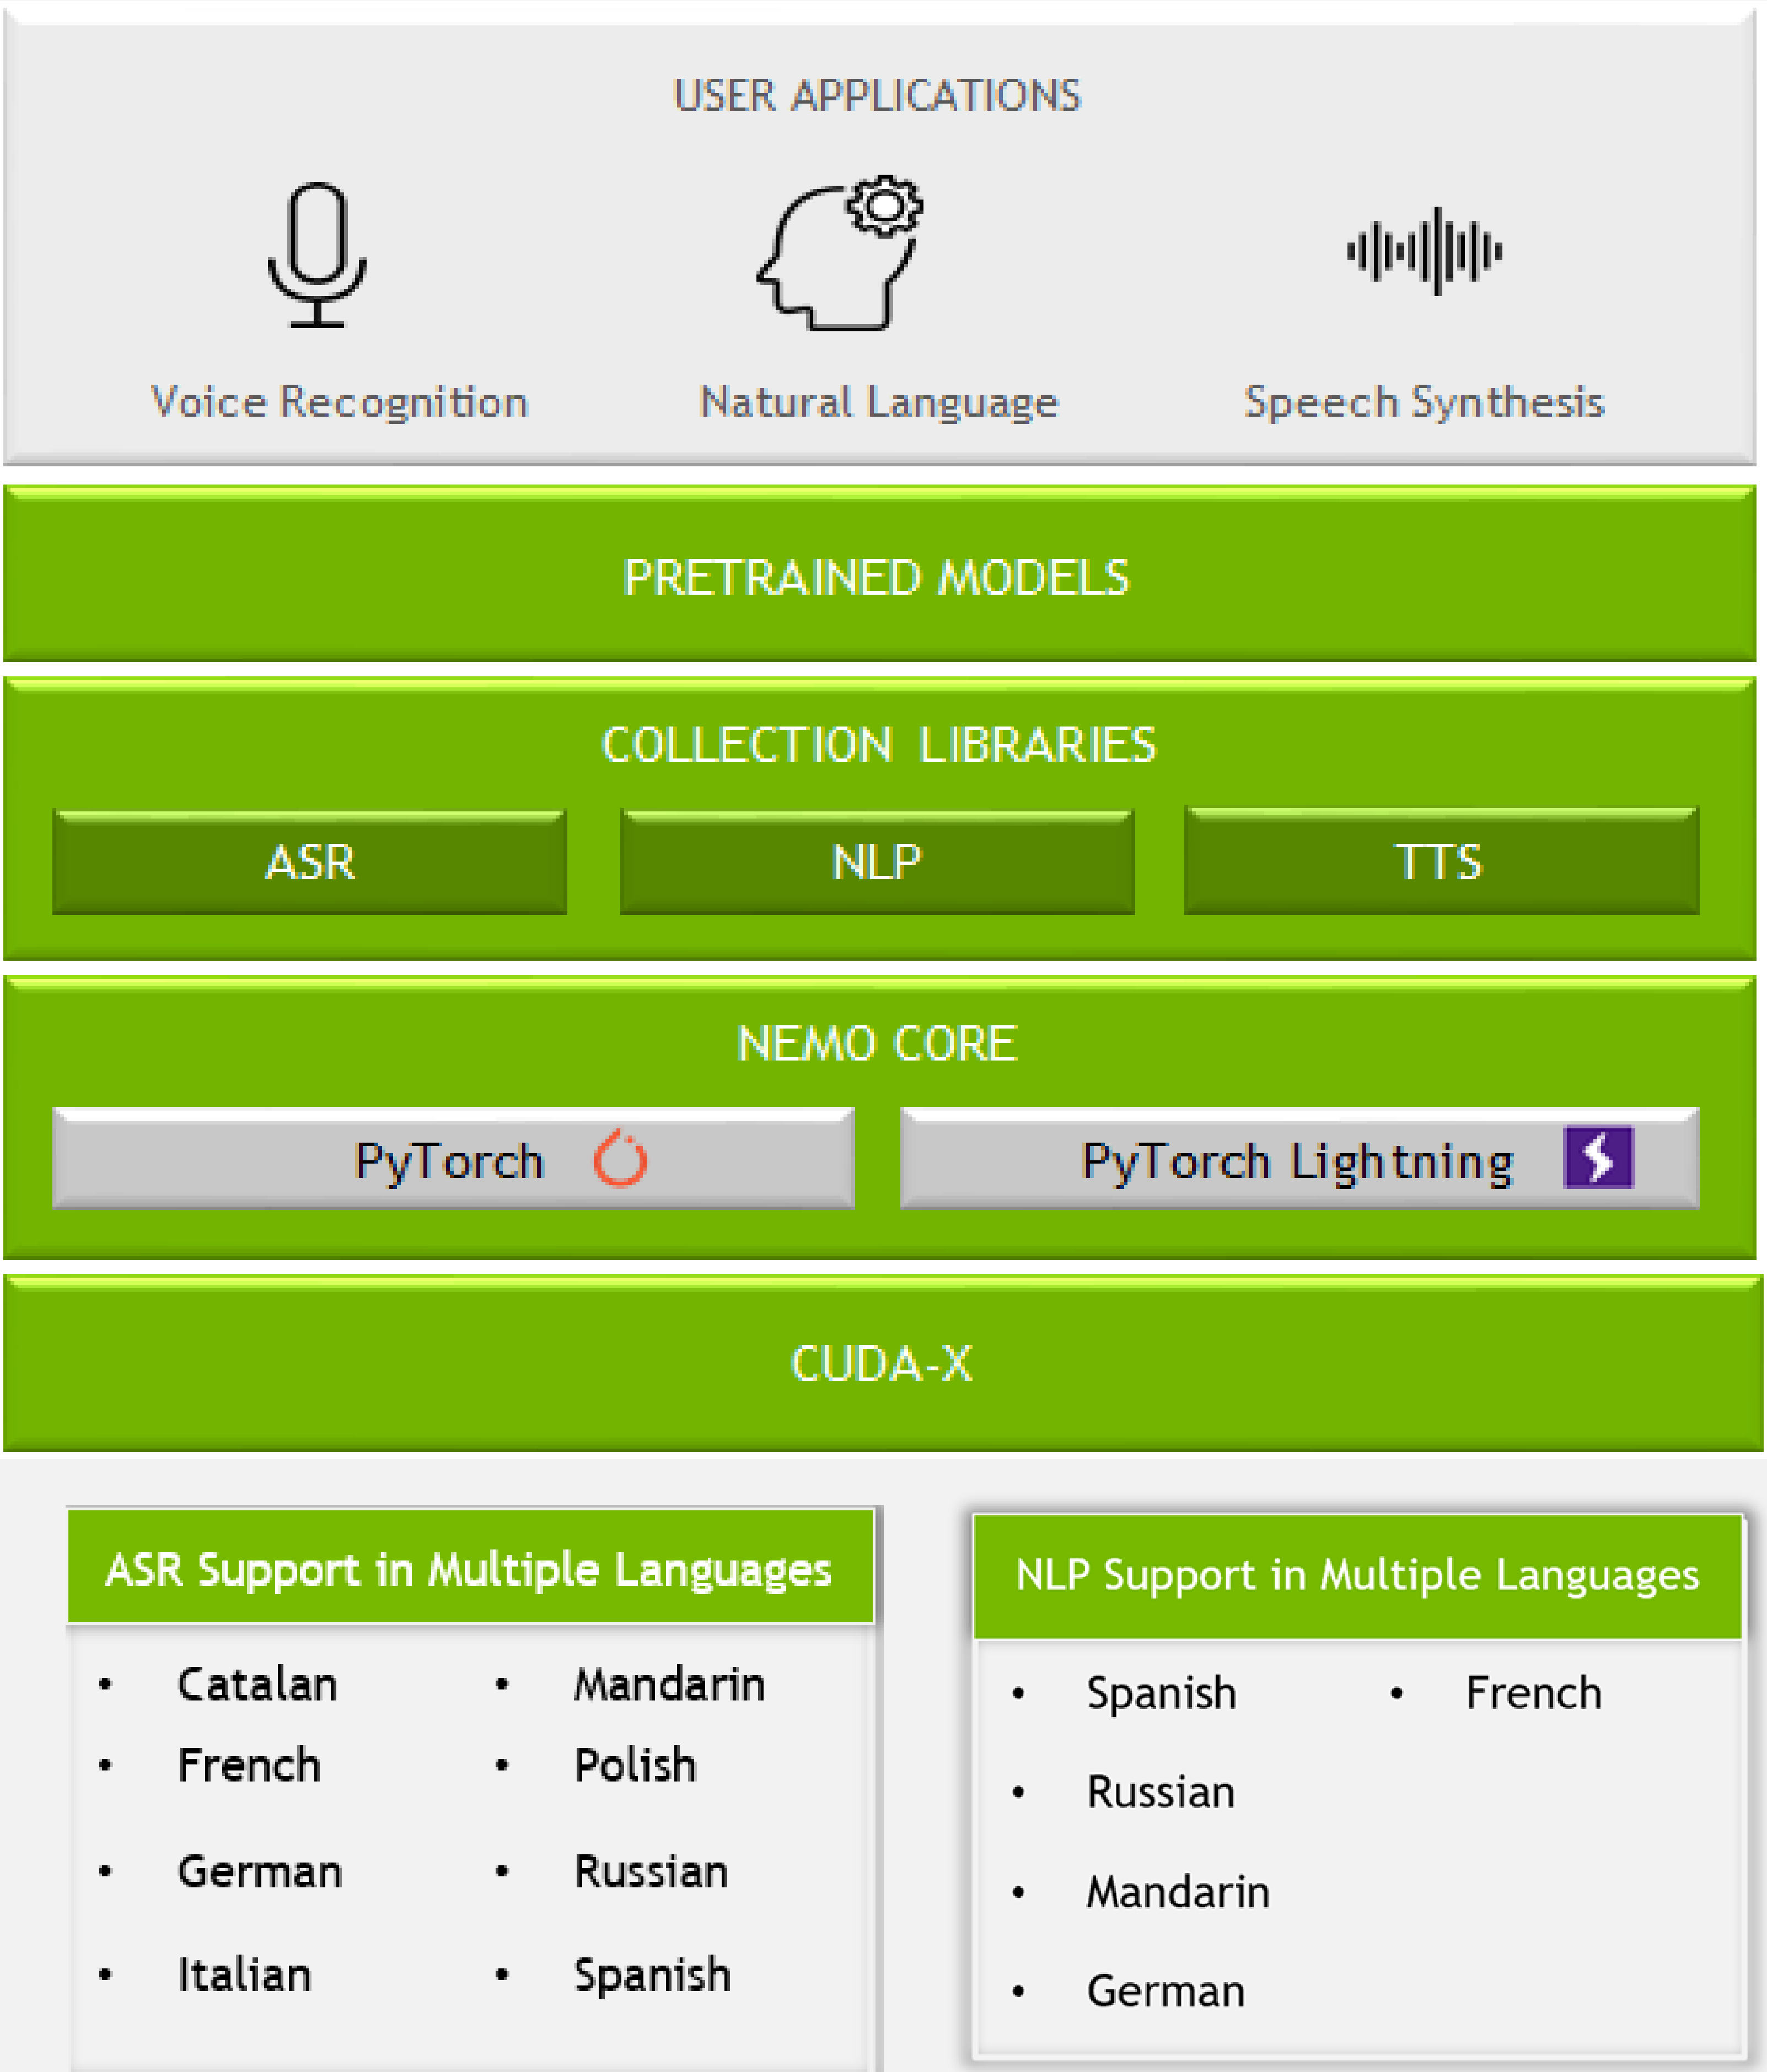 USER APPLICATIONS
Voice Recognition
Natural Language
Speech Synthesis
PRETRAINED MODELS
COLLECTION LIBRARIES
ASR
NLP
TTS
NEMO CORE
PyTorch
PyTorch Lightning
CUDA-X
ASR Support in Multiple Languages
• Catalan
• French
• German
• Italian
• Mandarin
• Polish
• Russian
• Spanish
NLP Support in Multiple Languages
• Spanish
• Russian
• Mandarin
• German
• French